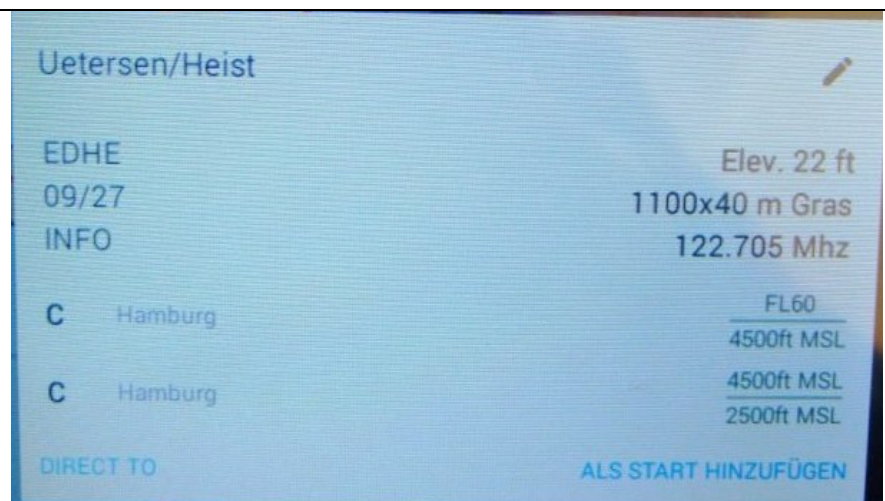 Uetersen/Heist
EDHE Elev. 22 ft
09/27 1100x40 m Gras
INFO 122.705 Mhz
C Hamburg FL60
4500ft MSL
C Hamburg 4500ft MSL
2500ft MSL
DIRECT TO ALS START HINZUFÜGEN